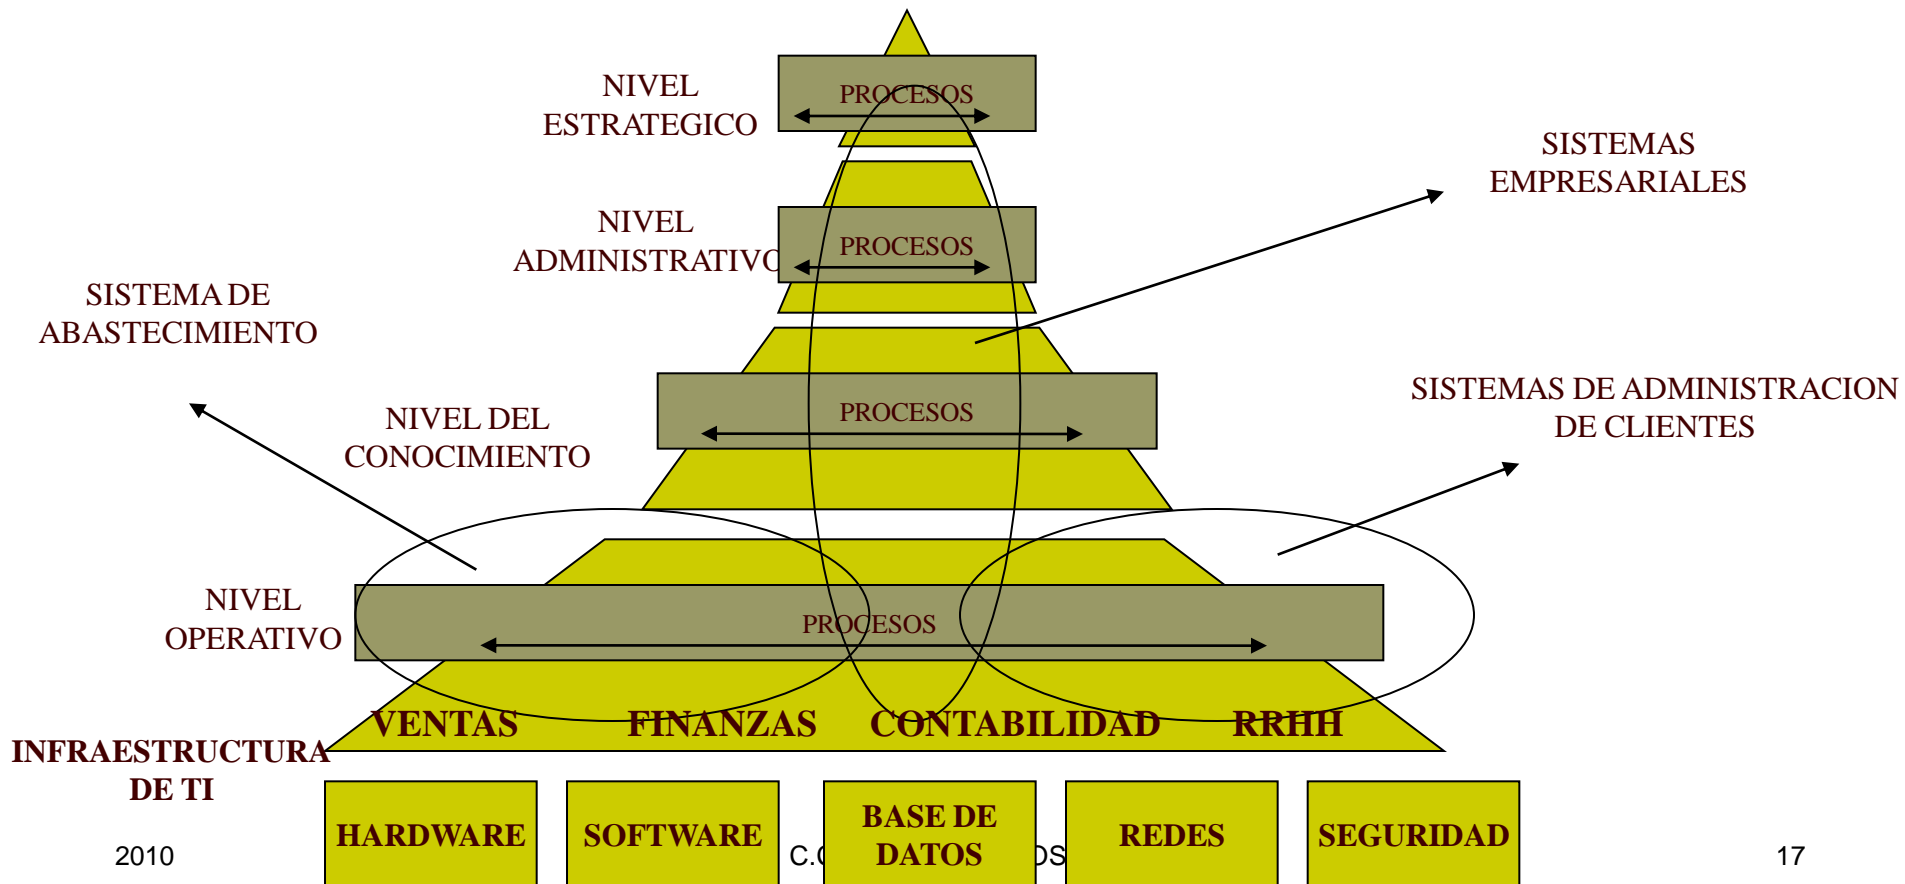 NIVEL
ESTRATEGICO
PROCESOS
SISTEMAS
EMPRESARIALES
NIVEL
ADMINISTRATIVO
PROCESOS
SISTEMA DE
ABASTECIMIENTO
NIVEL DEL
CONOCIMIENTO
PROCESOS
SISTEMAS DE ADMINISTRACION
DE CLIENTES
NIVEL
OPERATIVO
PROCESOS
VENTAS FINANZAS CONTABILIDAD RRHH
INFRAESTRUCTURA
DE TI
HARDWARE
SOFTWARE
BASE DE
DATOS
REDES
SEGURIDAD
2010
17